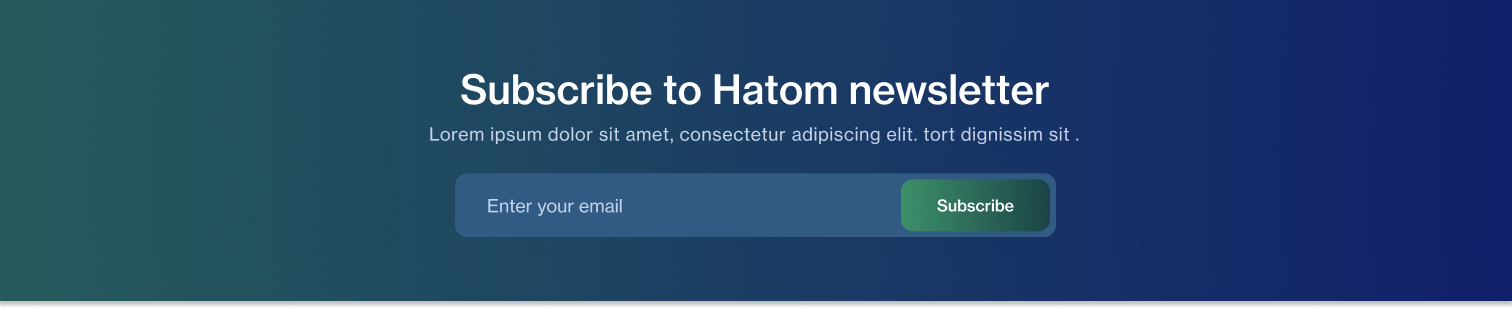 Subscribe to Hatom newsletter
Lorem ipsum dolor sit amet, consectetur adipiscing elit. tort dignissim sit .
Enter your email
Subscribe